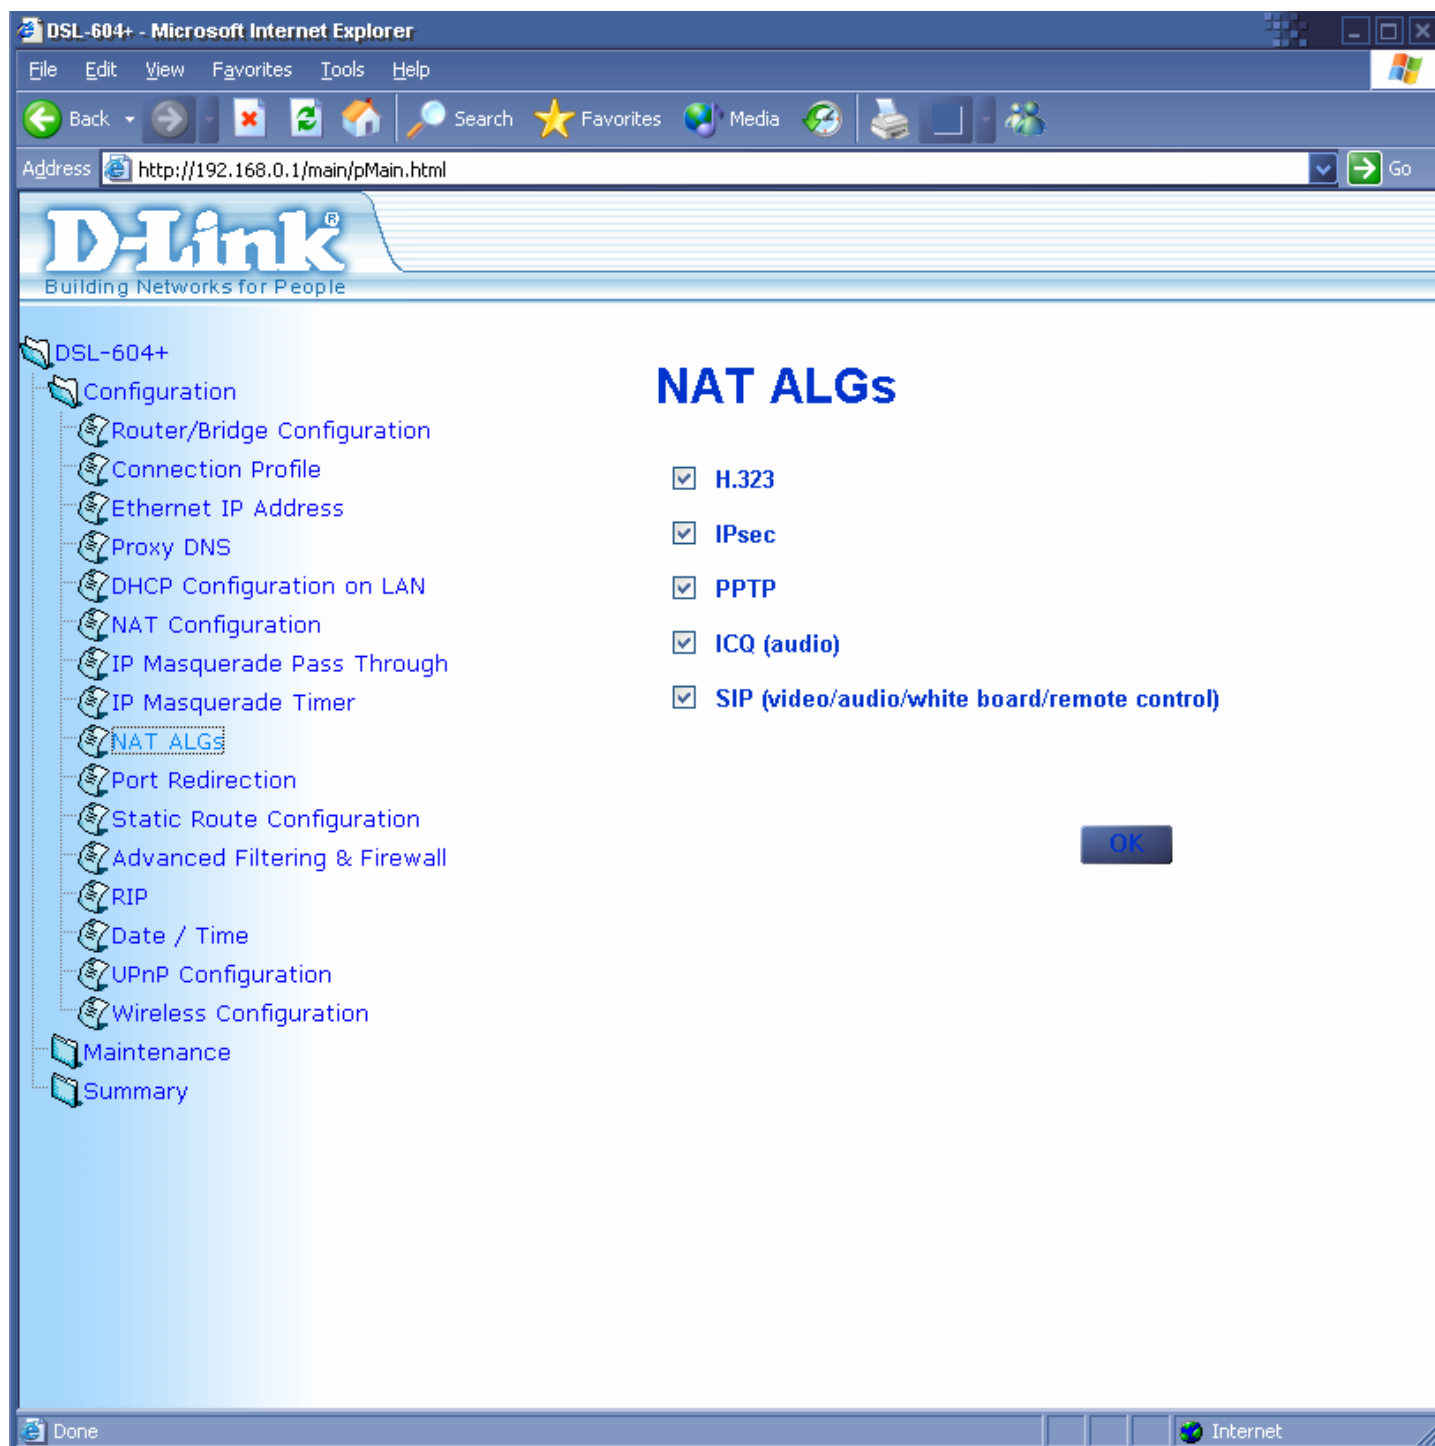 DSL-604+ - Microsoft Internet Explorer
File Edit View Favorites Tools Help
Back Search Favorites Media
Address http://192.168.0.1/main/pMain.html Go
D-Link®
Building Networks for People
DSL-604+
Configuration
Router/Bridge Configuration
Connection Profile
Ethernet IP Address
Proxy DNS
DHCP Configuration on LAN
NAT Configuration
IP Masquerade Pass Through
IP Masquerade Timer
NAT ALGs
Port Redirection
Static Route Configuration
Advanced Filtering & Firewall
RIP
Date / Time
UPnP Configuration
Wireless Configuration
Maintenance
Summary
NAT ALGs
H.323
IPsec
PPTP
ICQ (audio)
SIP (video/audio/white board/remote control)
OK
Done Internet